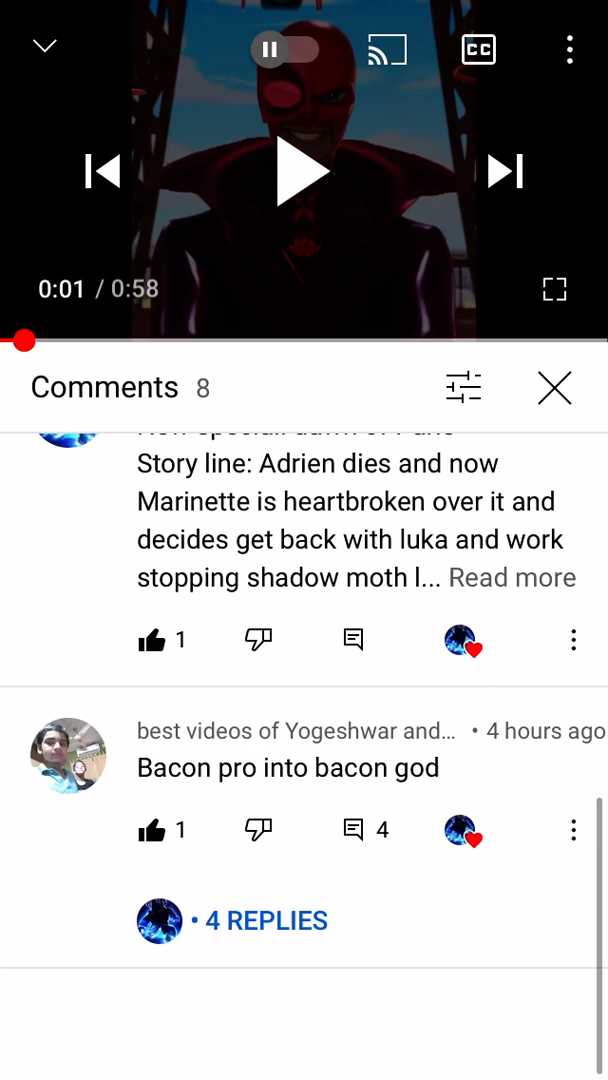 CC
0:01 / 0:58
Comments 8
Story line: Adrien dies and now
Marinette is heartbroken over it and
decides get back with luka and work
stopping shadow moth l... Read more
1
best videos of Yogeshwar and... • 4 hours ago
Bacon pro into bacon god
1 4
• 4 REPLIES